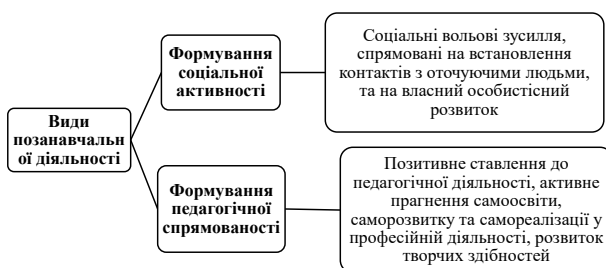 Види
позанавчальн
ої діяльності
Формування
соціальної
активності
Соціальні вольові зусилля,
спрямовані на встановлення
контактів з оточуючими людьми,
та на власний особистісний
розвиток
Формування
педагогічної
спрямованості
Позитивне ставлення до
педагогічної діяльності, активне
прагнення самоосвіти,
саморозвитку та самореалізації у
професійній діяльності, розвиток
творчих здібностей